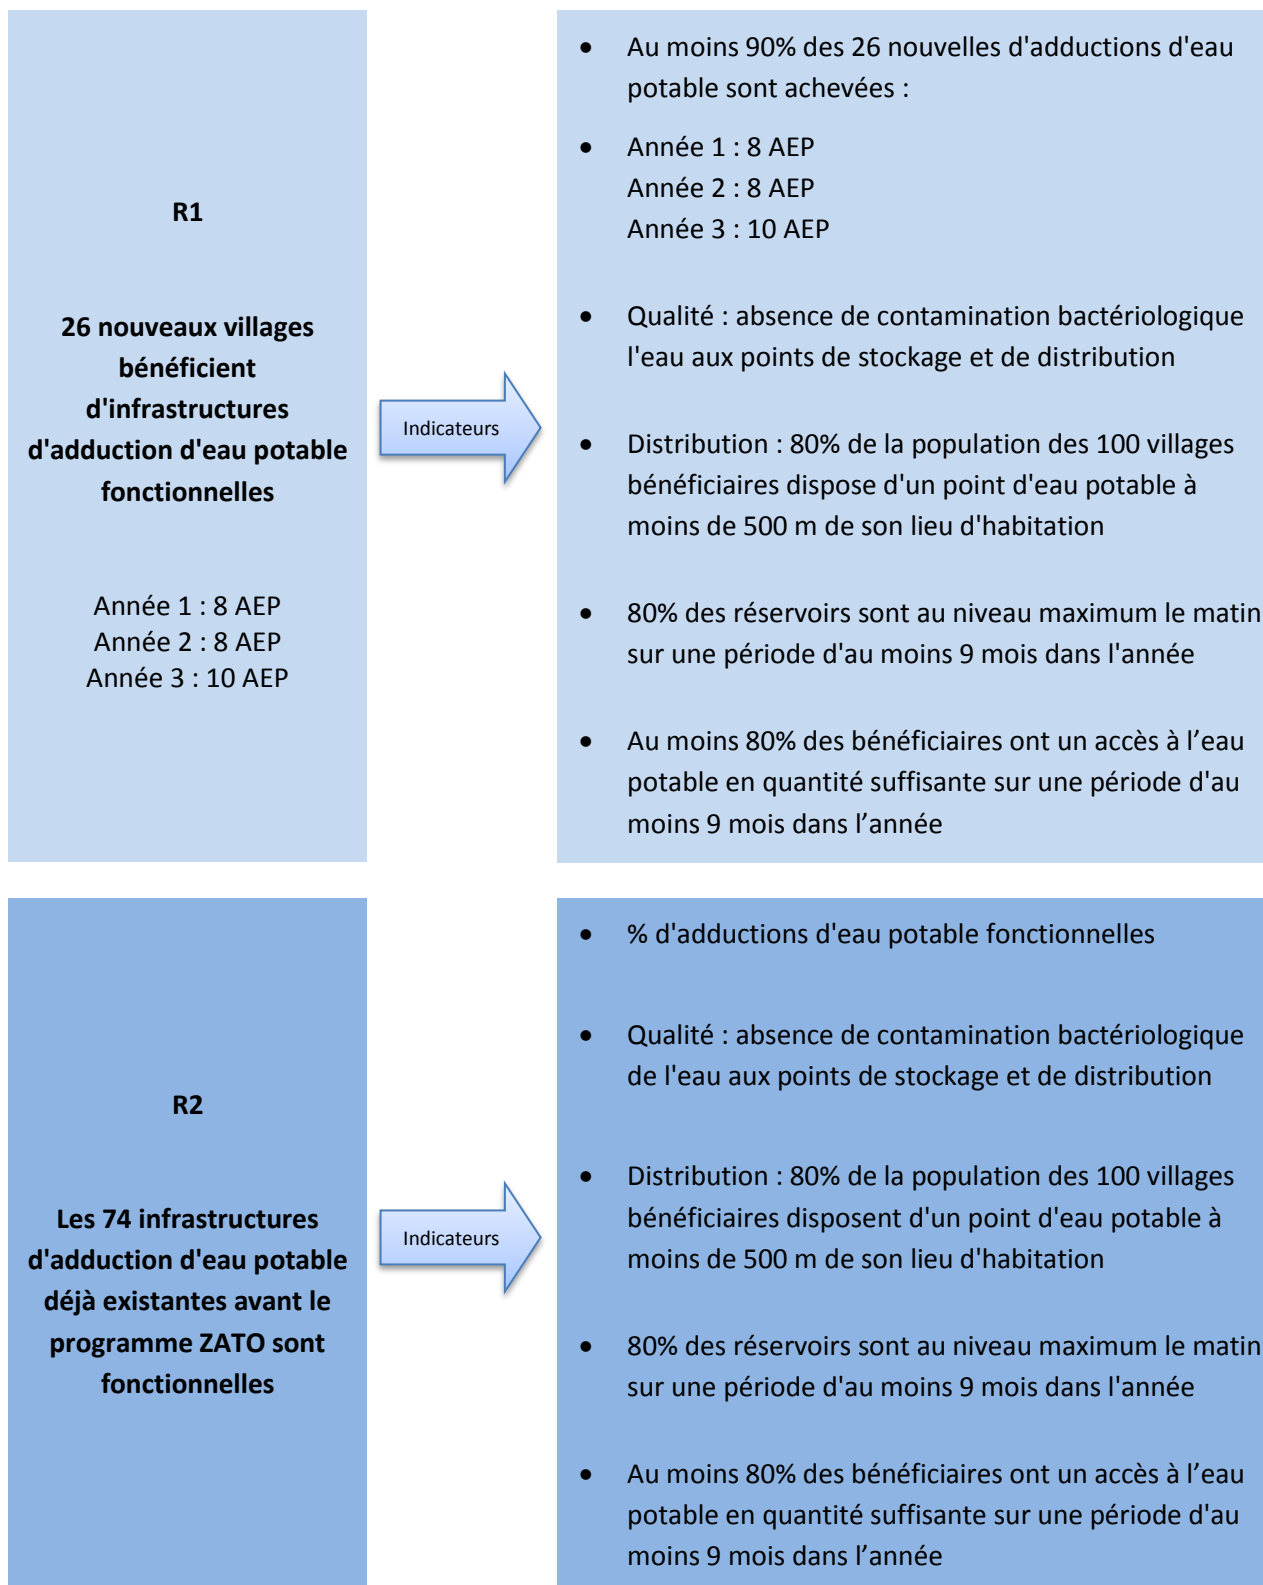 R1
26 nouveaux villages
bénéficient
d'infrastructures
d'adduction d'eau potable
fonctionnelles
Année 1 : 8 AEP
Année 2 : 8 AEP
Année 3 : 10 AEP
Indicateurs
• Au moins 90% des 26 nouvelles d'adductions d'eau
potable sont achevées :
• Année 1 : 8 AEP
Année 2 : 8 AEP
Année 3 : 10 AEP
• Qualité : absence de contamination bactériologique
l'eau aux points de stockage et de distribution
• Distribution : 80% de la population des 100 villages
bénéficiaires dispose d'un point d'eau potable à
moins de 500 m de son lieu d'habitation
• 80% des réservoirs sont au niveau maximum le matin
sur une période d'au moins 9 mois dans l'année
• Au moins 80% des bénéficiaires ont un accès à l’eau
potable en quantité suffisante sur une période d'au
moins 9 mois dans l’année
R2
Les 74 infrastructures
d'adduction d'eau potable
déjà existantes avant le
programme ZATO sont
fonctionnelles
Indicateurs
• % d'adductions d'eau potable fonctionnelles
• Qualité : absence de contamination bactériologique
de l'eau aux points de stockage et de distribution
• Distribution : 80% de la population des 100 villages
bénéficiaires disposent d'un point d'eau potable à
moins de 500 m de son lieu d'habitation
• 80% des réservoirs sont au niveau maximum le matin
sur une période d'au moins 9 mois dans l'année
• Au moins 80% des bénéficiaires ont un accès à l’eau
potable en quantité suffisante sur une période d'au
moins 9 mois dans l’année